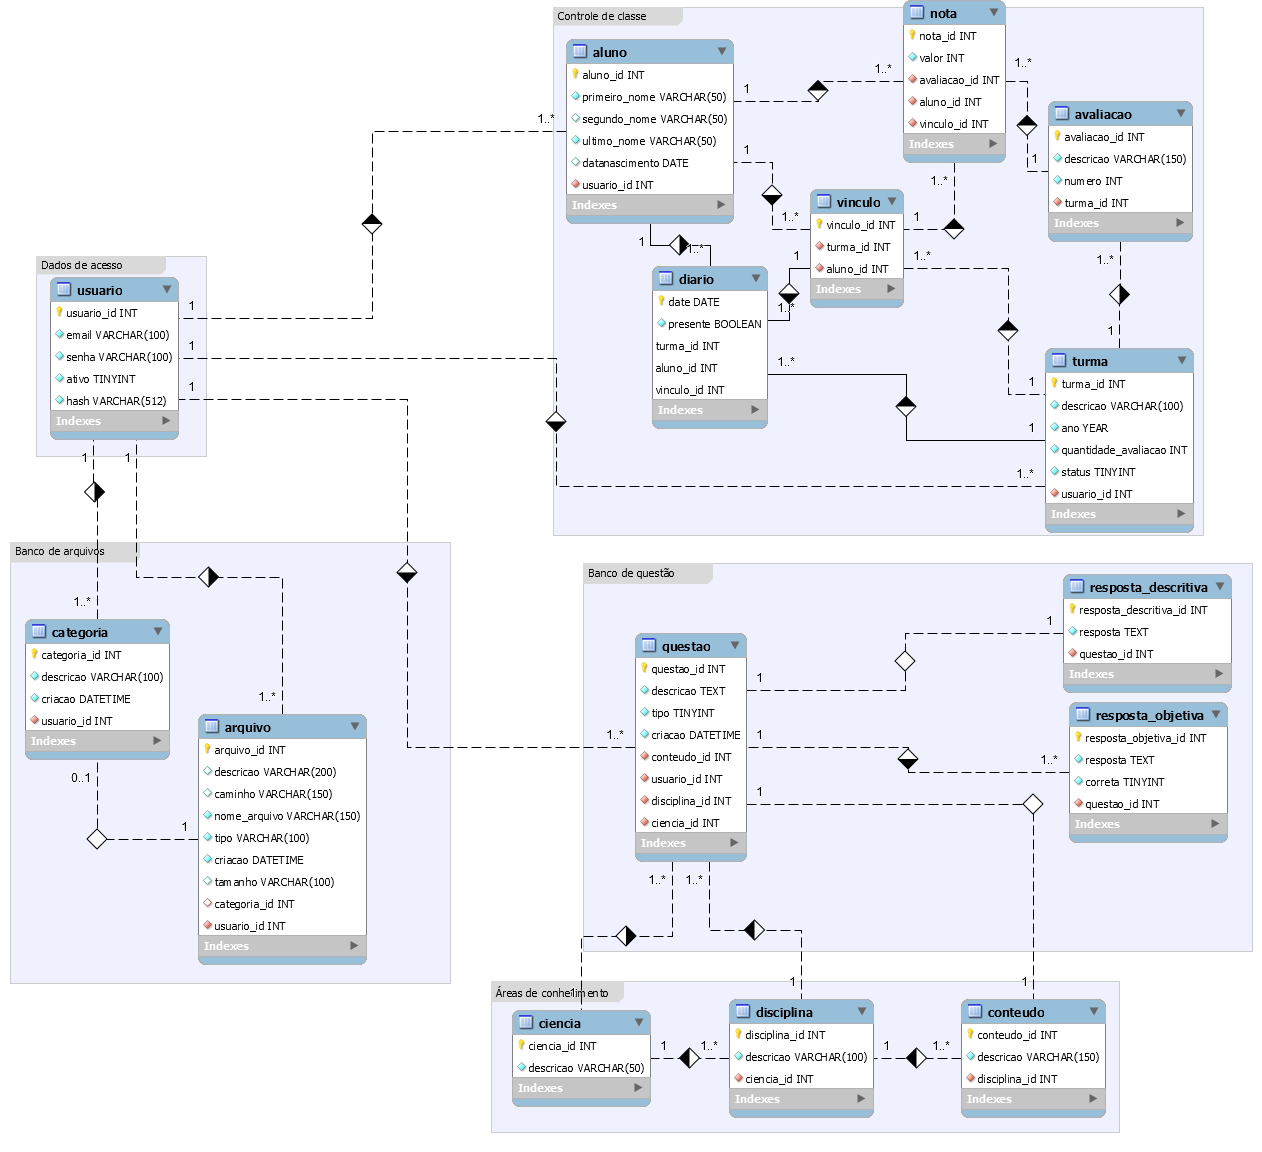 Controle de classe
nota
nota_id INT
valor INT
avaliacao_id INT
aluno_id INT
vinculo_id INT
Indexes
aluno
aluno_id INT
primeiro_nome VARCHAR(50)
segundo_nome VARCHAR(50)
ultimo_nome VARCHAR(50)
datanascimento DATE
usuario_id INT
Indexes
1
1..*
1..*
1
avaliacao
avaliacao_id INT
descricao VARCHAR(150)
numero INT
turma_id INT
Indexes
1..*
1
1..*
1
1..*
vinculo
vinculo_id INT
turma_id INT
aluno_id INT
Indexes
1
1..*
1..*
1
1..*
1
1..*
1
diario
date DATE
presente BOOLEAN
turma_id INT
aluno_id INT
vinculo_id INT
Indexes
1..*
1
1
1..*
turma
turma_id INT
descricao VARCHAR(100)
ano YEAR
quantidade_avaliacao INT
status TINYINT
usuario_id INT
Indexes
Dados de acesso
usuario
usuario_id INT
email VARCHAR(100)
senha VARCHAR(100)
ativo TINYINT
hash VARCHAR(512)
Indexes
1
1
1
1
1
Banco de arquivos
1..*
1..*
categoria
categoria_id INT
descricao VARCHAR(100)
criacao DATETIME
usuario_id INT
Indexes
0..1
1
arquivo
arquivo_id INT
descricao VARCHAR(200)
caminho VARCHAR(150)
nome_arquivo VARCHAR(150)
tipo VARCHAR(100)
criacao DATETIME
tamanho VARCHAR(100)
categoria_id INT
usuario_id INT
Indexes
Banco de questão
1..*
questao
questao_id INT
descricao TEXT
tipo TINYINT
criacao DATETIME
conteudo_id INT
usuario_id INT
disciplina_id INT
ciencia_id INT
Indexes
1
1
1
1
1..*
resposta_descritiva
resposta_descritiva_id INT
resposta TEXT
questao_id INT
Indexes
resposta_objetiva
resposta_objetiva_id INT
resposta TEXT
correta TINYINT
questao_id INT
Indexes
1..*
1..*
1
1
1
Áreas de conhecimento
ciencia
ciencia_id INT
descricao VARCHAR(50)
Indexes
1
1..*
disciplina
disciplina_id INT
descricao VARCHAR(100)
ciencia_id INT
Indexes
1
1..*
conteudo
conteudo_id INT
descricao VARCHAR(150)
disciplina_id INT
Indexes